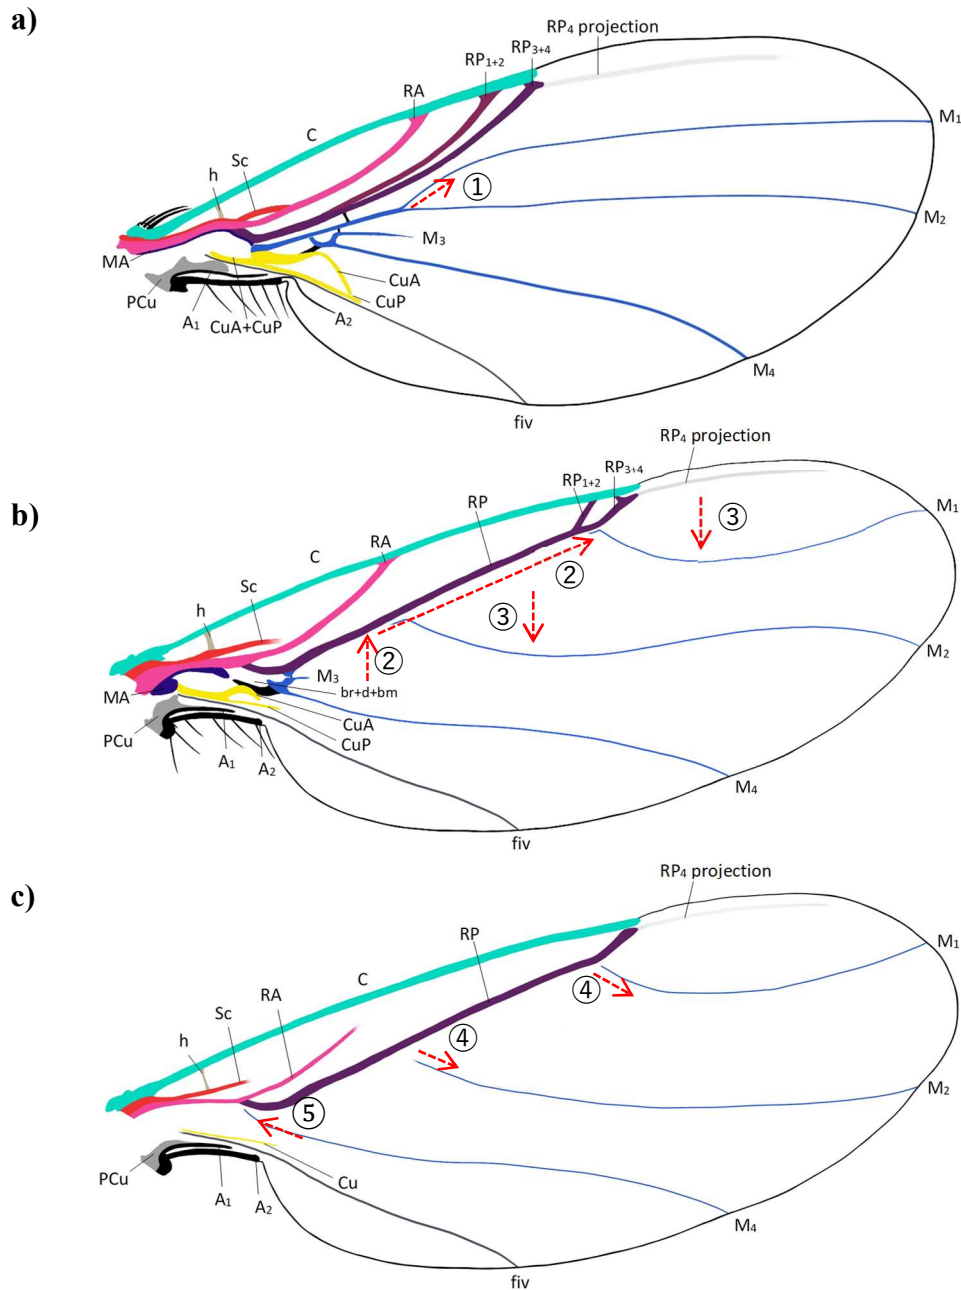 a)
RP4 projection
RP3+4
RP1+2
RA
M1
C
Sc
①
h
M2
M3
MA
CuA
PCu
CuP
A1
CuA+CuP
A2
M4
fiv
RP4 projection
RP3+4
RP1+2
b)
RP
M1
③
RA
C
②
Sc
③
h
②
M2
M3
MA
br+d+bm
CuA
PCu
CuP
A1
A2
M4
fiv
RP4 projection
c)
RP
M1
RA
C
④
Sc
④
h
M2
⑤
PCu
Cu
A1
A2
M4
fiv